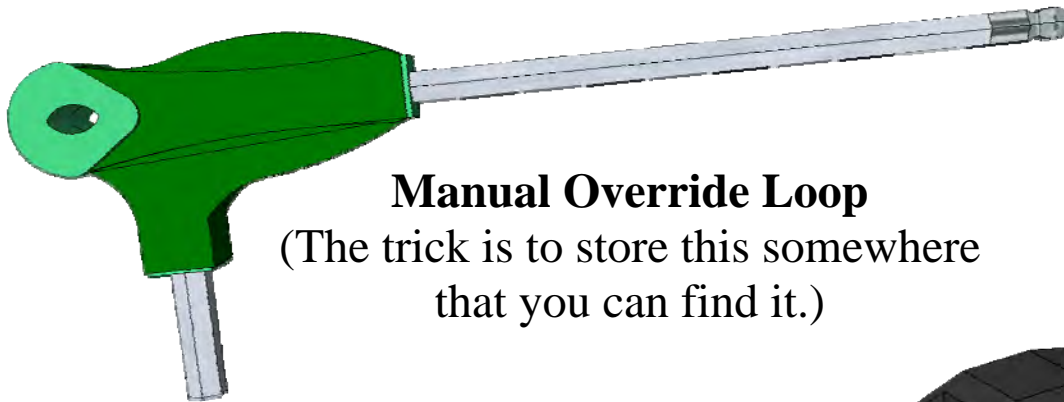 Manual Override Loop
(The trick is to store this somewhere
that you can find it.)